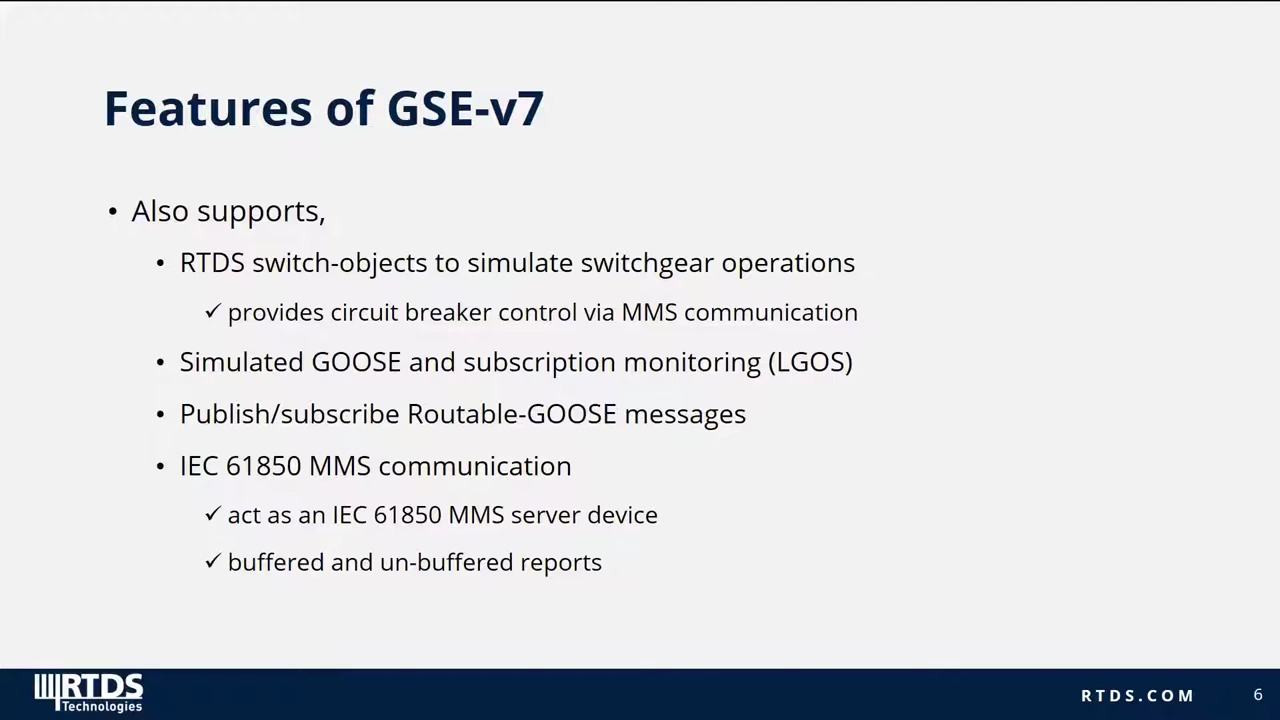 Features of GSE-v7
• Also supports,
• RTDS switch-objects to simulate switchgear operations
✓ provides circuit breaker control via MMS communication
• Simulated GOOSE and subscription monitoring (LGOS)
• Publish/subscribe Routable-GOOSE messages
• IEC 61850 MMS communication
✓ act as an IEC 61850 MMS server device
✓ buffered and un-buffered reports
RTDS
Technologies
RTDS.COM
6